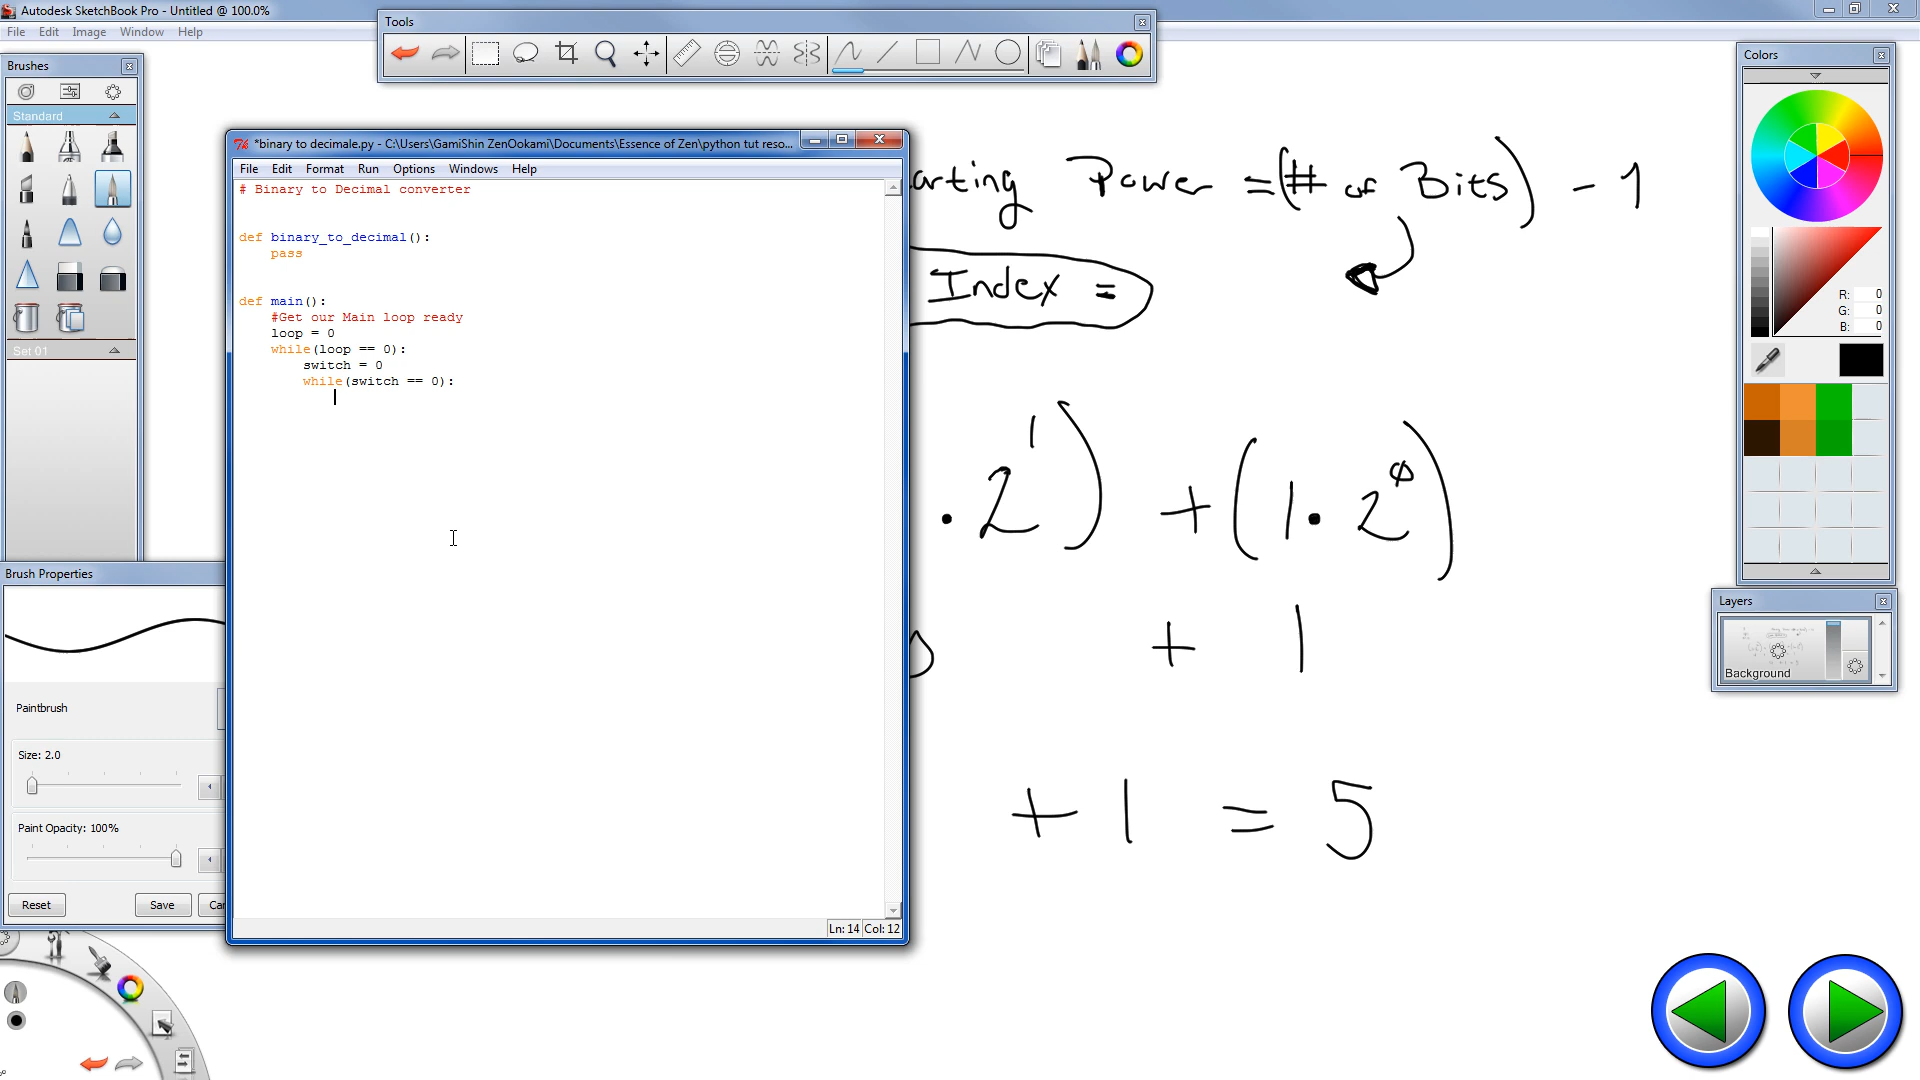 Autodesk SketchBook Pro - Untitled @ 100.0%
File Edit Image Window Help
Tools
Brushes
Standard
Set 01
Brush Properties
Paintbrush
Size: 2.0
Paint Opacity: 100%
Reset Save
*binary to decimale.py - C:\Users\GamiShin ZenOokami\Documents\Essence of Zen\python tut reso...
File Edit Format Run Options Windows Help
# Binary to Decimal converter
def binary_to_decimal():
pass
def main():
#Get our Main loop ready
loop = 0
while(loop == 0):
switch = 0
while(switch == 0):
Ln: 14 Col: 12
arting Power = (# of Bits) - 1
Index =
. 2 1 ) + ( 1 . 2 0 )
+ 1
+ 1 = 5
Colors
R: 0
G: 0
B: 0
Layers
Background